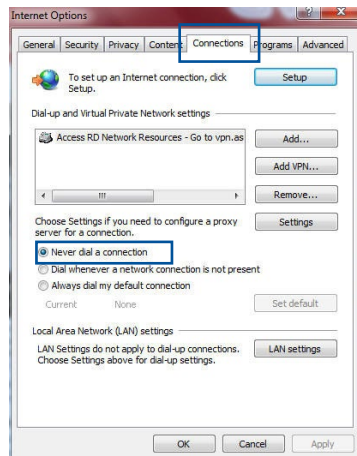 Internet Options
General Security Privacy Content Connections Programs Advanced
To set up an Internet connection, click
Setup.
Setup
Dial-up and Virtual Private Network settings
Access RD Network Resources - Go to vpn.as
Add...
Add VPN...
Remove...
Choose Settings if you need to configure a proxy
server for a connection.
Settings
Never dial a connection
Dial whenever a network connection is not present
Always dial my default connection
Current None
Set default
Local Area Network (LAN) settings
LAN Settings do not apply to dial-up connections.
Choose Settings above for dial-up settings.
LAN settings
OK Cancel Apply